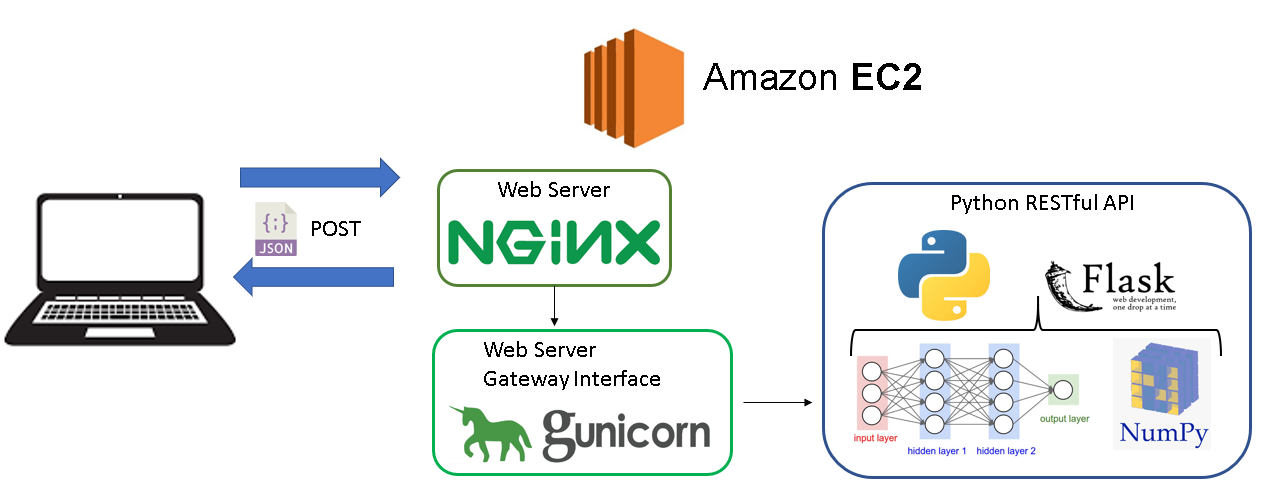 Amazon EC2
Web Server
NGINX
{;}
JSON
POST
Web Server
Gateway Interface
gunicorn
Python RESTful API
Flask
web development,
one drop at a time
input layer
hidden layer 1
hidden layer 2
output layer
NumPy